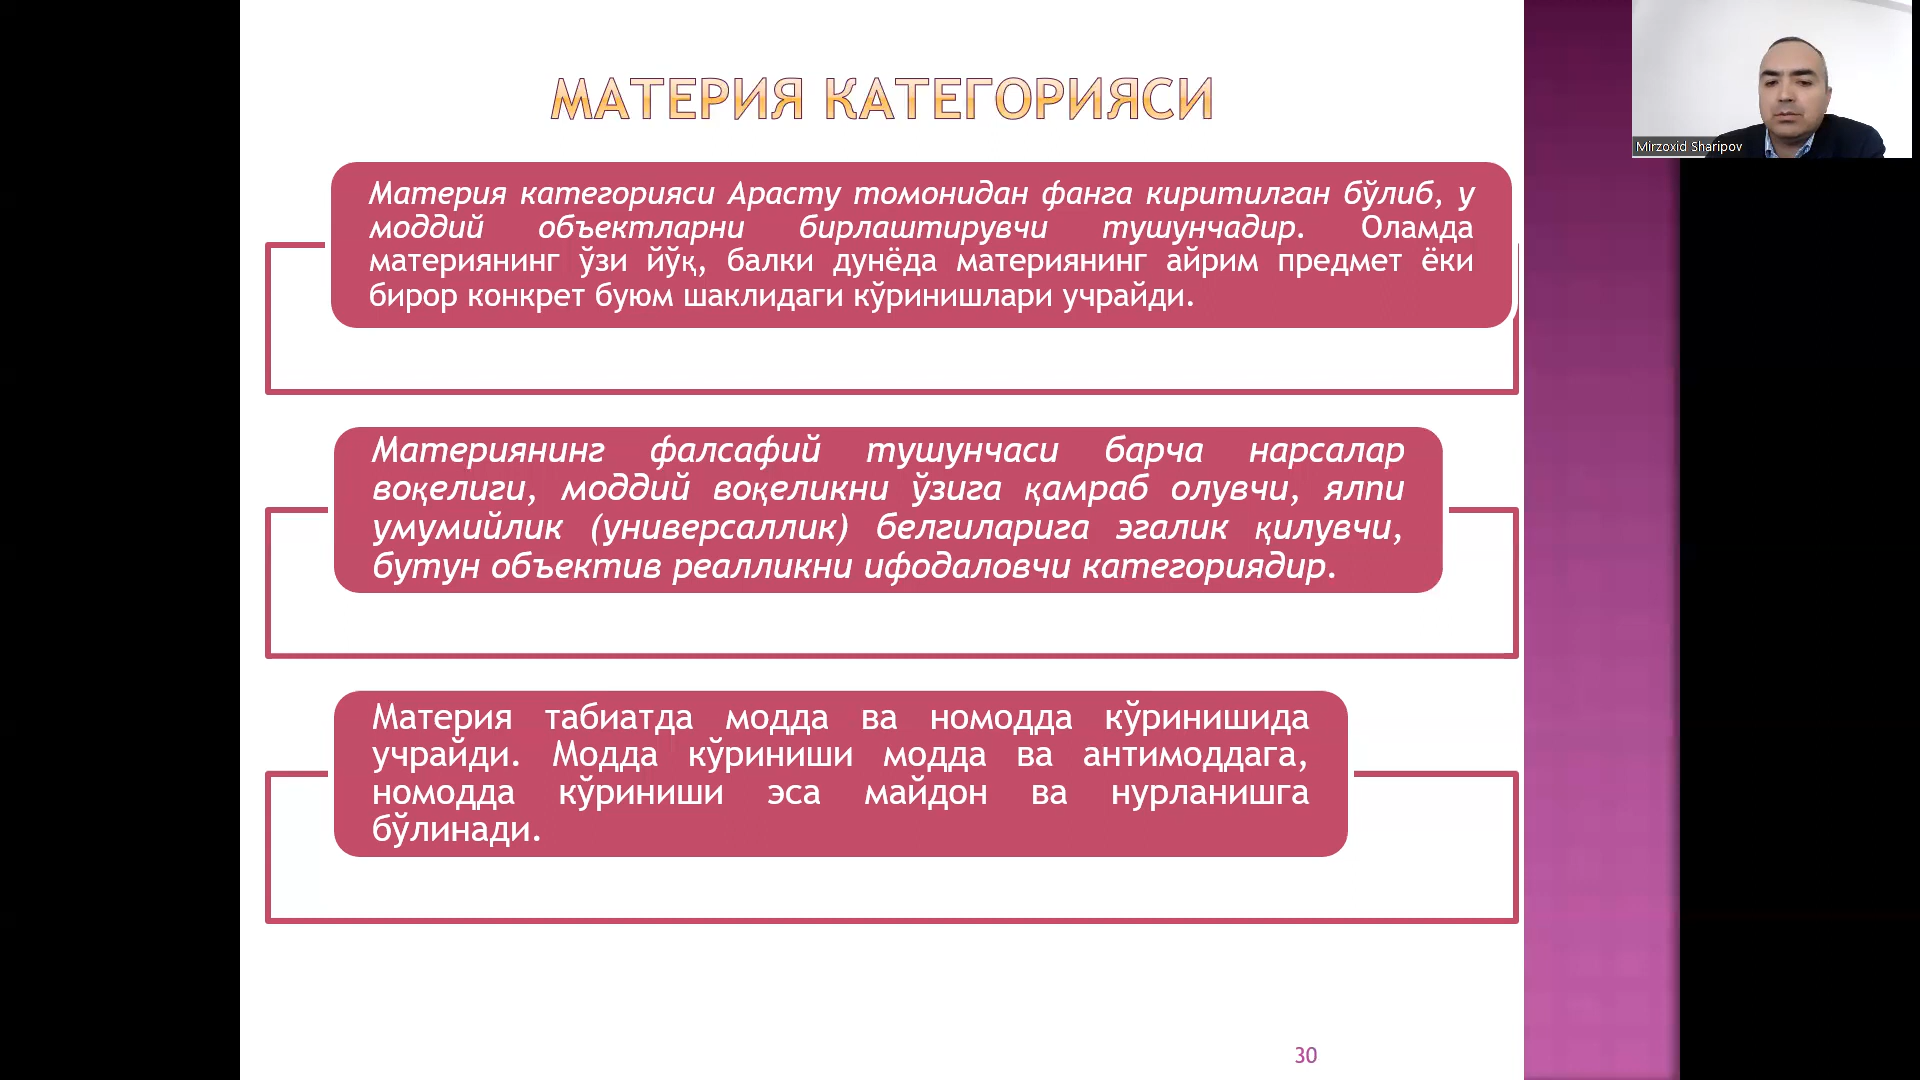 МАТЕРИЯ КАТЕГОРИЯСИ
Mirzoxid Sharipov
Материя категорияси Арасту томонидан фанга киритилган бўлиб, у
моддий объектларни бирлаштирувчи тушунчадир. Оламда
материянинг ўзи йўқ, балки дунёда материянинг айрим предмет ёки
бирор конкрет буюм шаклидаги кўринишлари учрайди.
Материянинг фалсафий тушунчаси барча нарсалар
воқелиги, моддий воқеликни ўзига қамраб олувчи, ялпи
умумийлик (универсаллик) белгиларига эгалик қилувчи,
бутун объектив реалликни ифодаловчи категориядир.
Материя табиатда модда ва номодда кўринишида
учрайди. Модда кўриниши модда ва антимоддага,
номодда кўриниши эса майдон ва нурланишга
бўлинади.
30